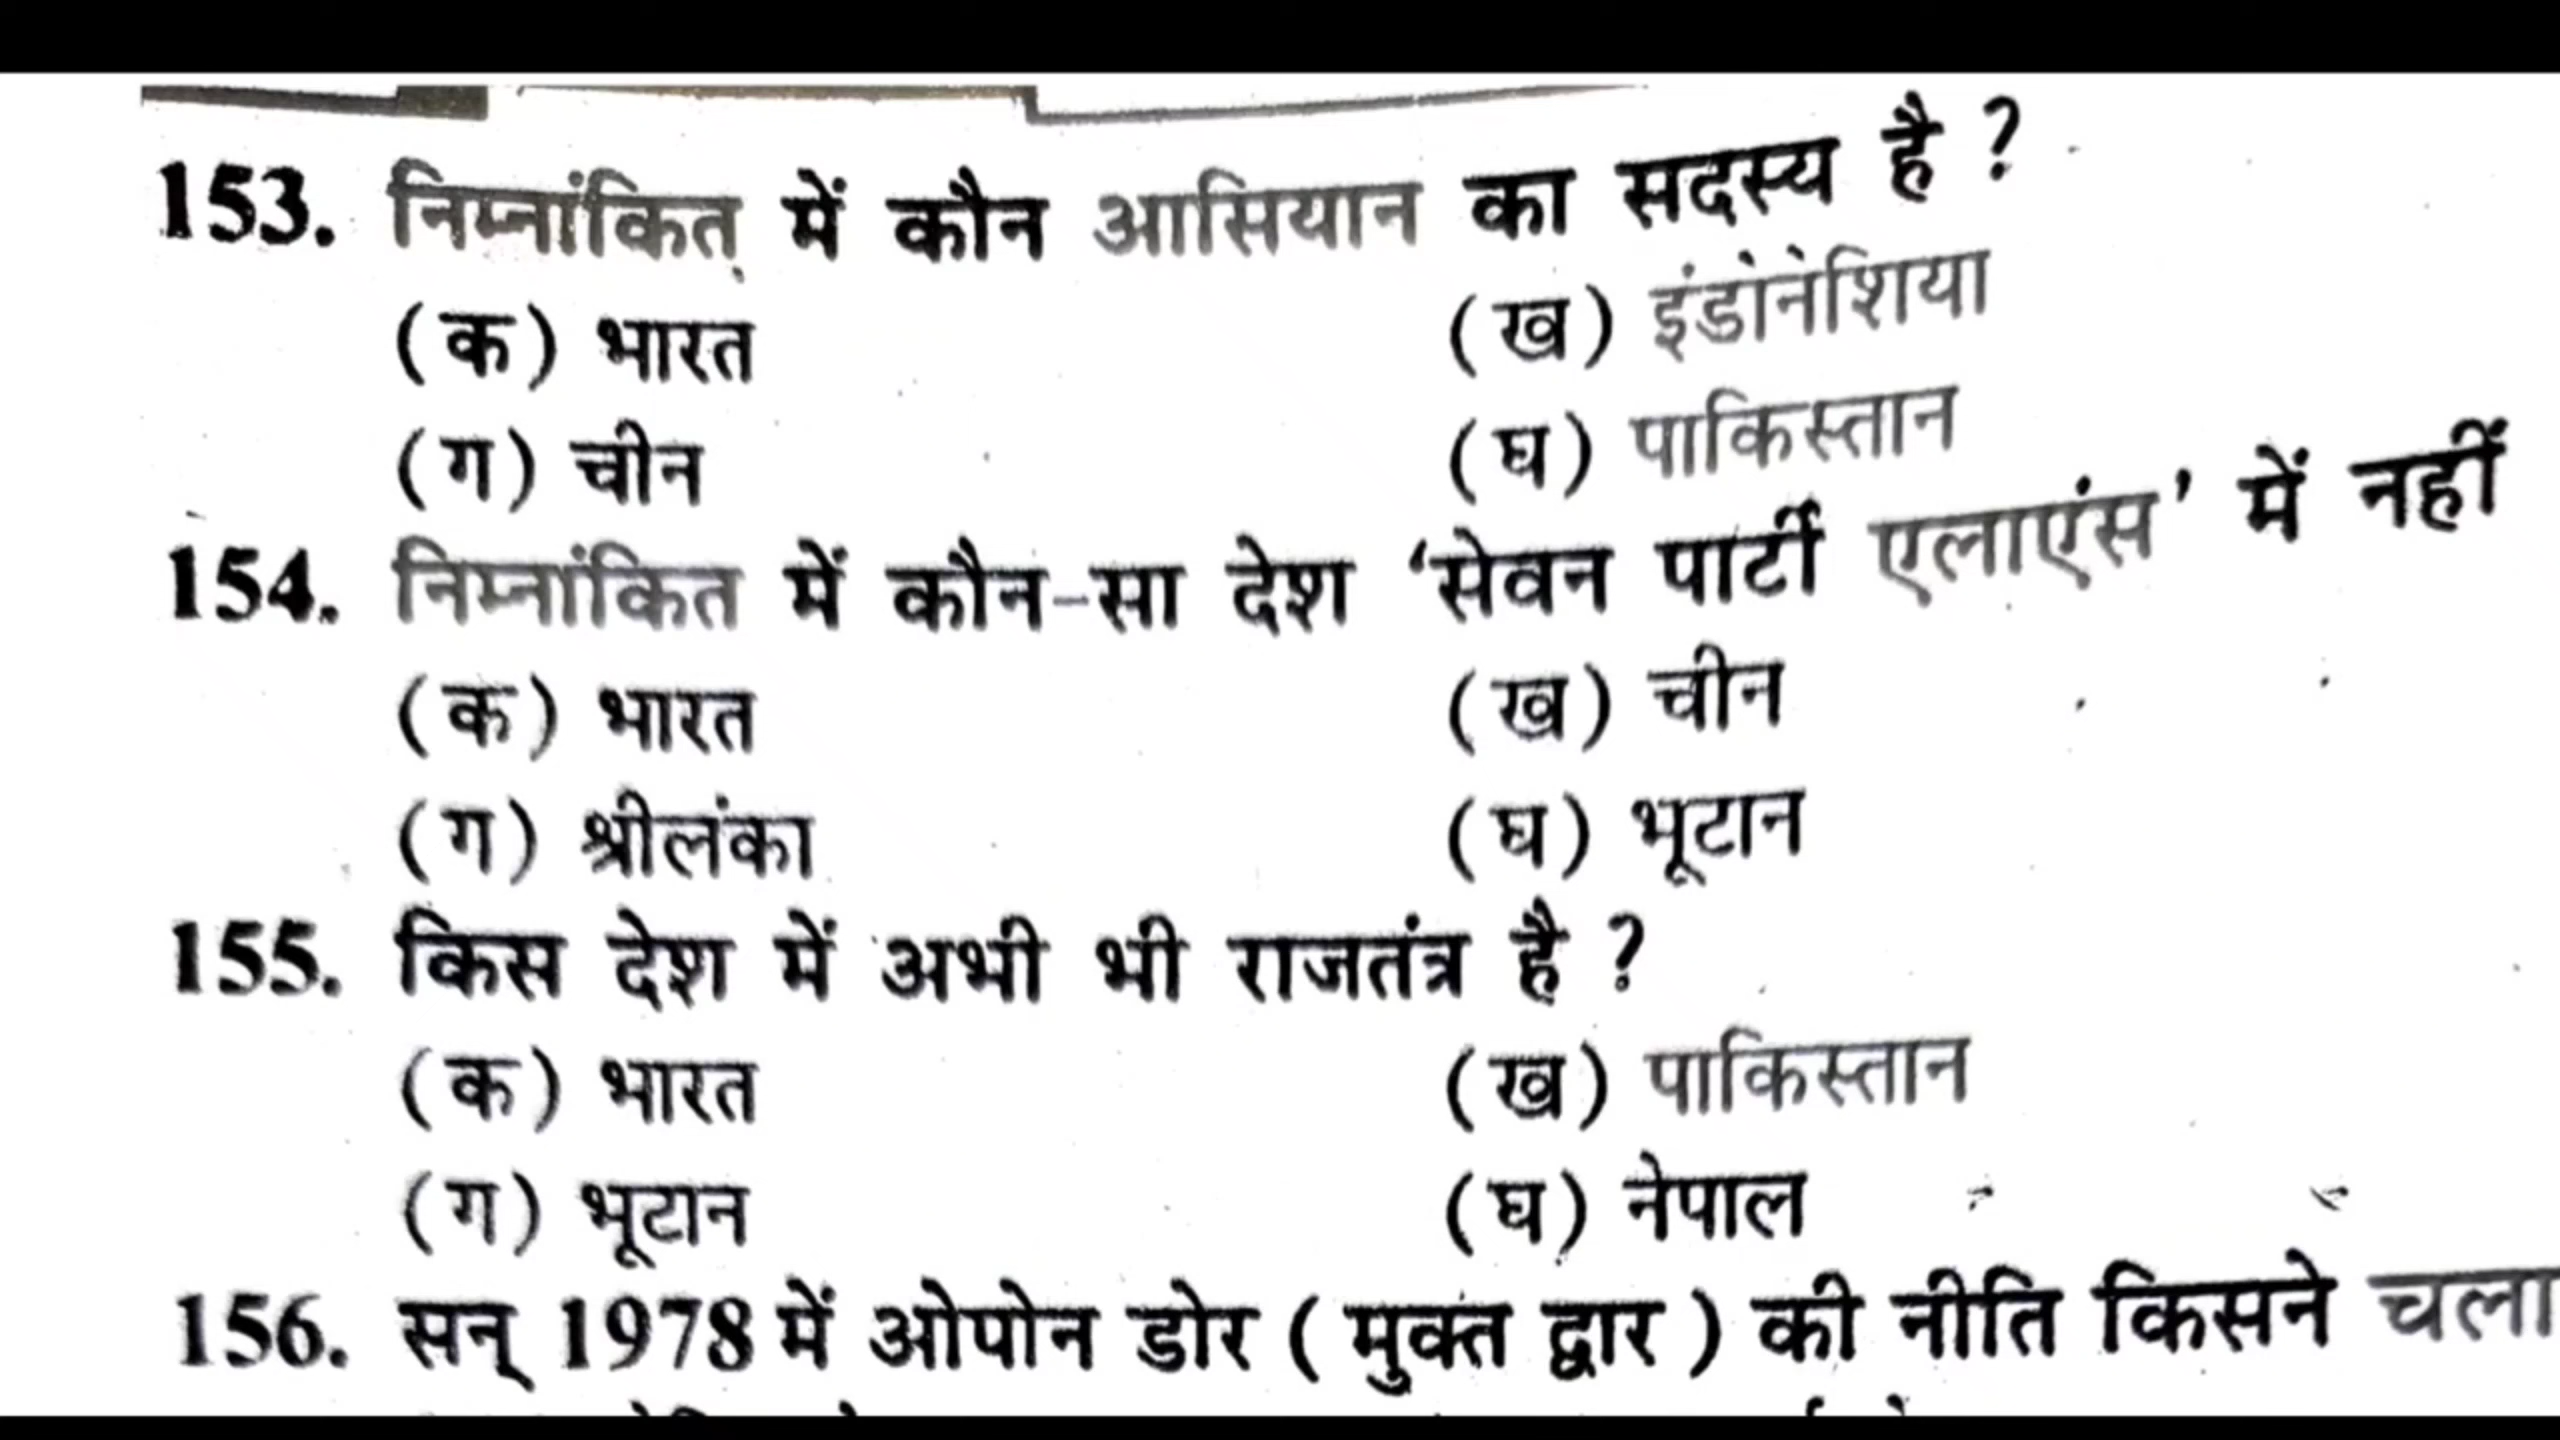 153. निम्नांकित में कौन आसियान का सदस्य है ?
(क) भारत (ख) इंडोनेशिया
(ग) चीन (घ) पाकिस्तान
154. निम्नांकित में कौन-सा देश ‘सेवन पार्टी एलाएंस’ में नहीं
(क) भारत (ख) चीन
(ग) श्रीलंका (घ) भूटान
155. किस देश में अभी भी राजतंत्र है ?
(क) भारत (ख) पाकिस्तान
(ग) भूटान (घ) नेपाल
156. सन् 1978 में ओपोन डोर ( मुक्त द्वार ) की नीति किसने चला